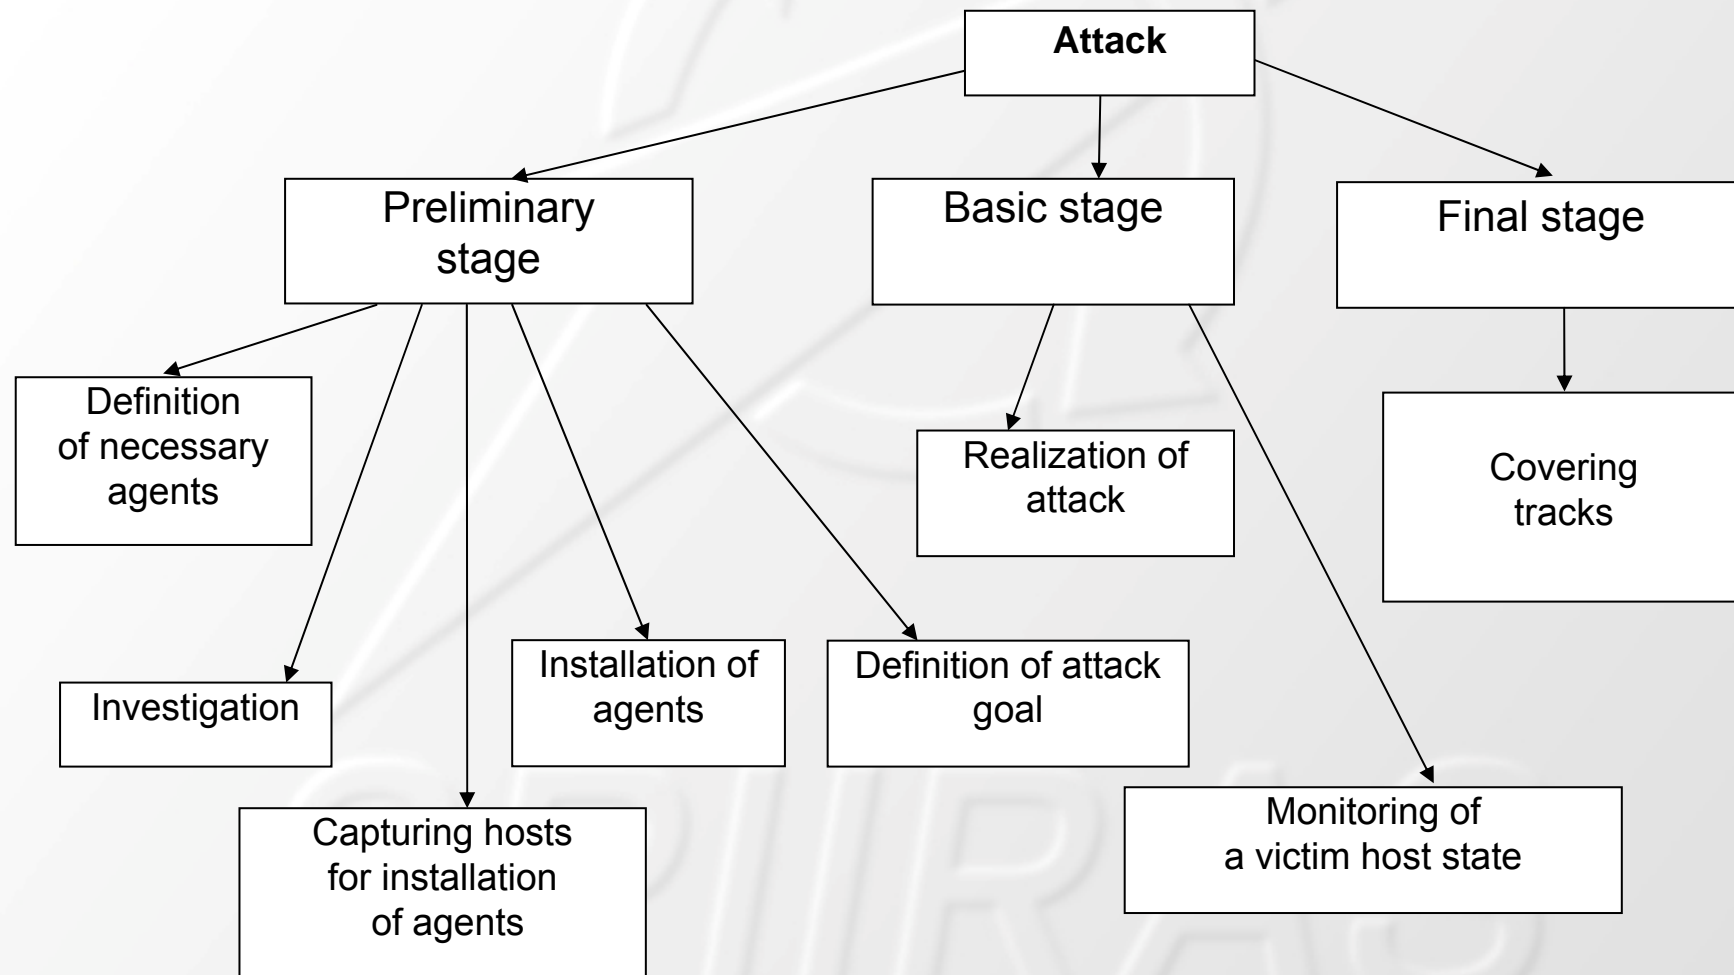 Attack
Preliminary
stage
Basic stage
Final stage
Definition
of necessary
agents
Realization of
attack
Covering
tracks
Investigation
Installation of
agents
Definition of attack
goal
Capturing hosts
for installation
of agents
Monitoring of
a victim host state
SPIIRAS